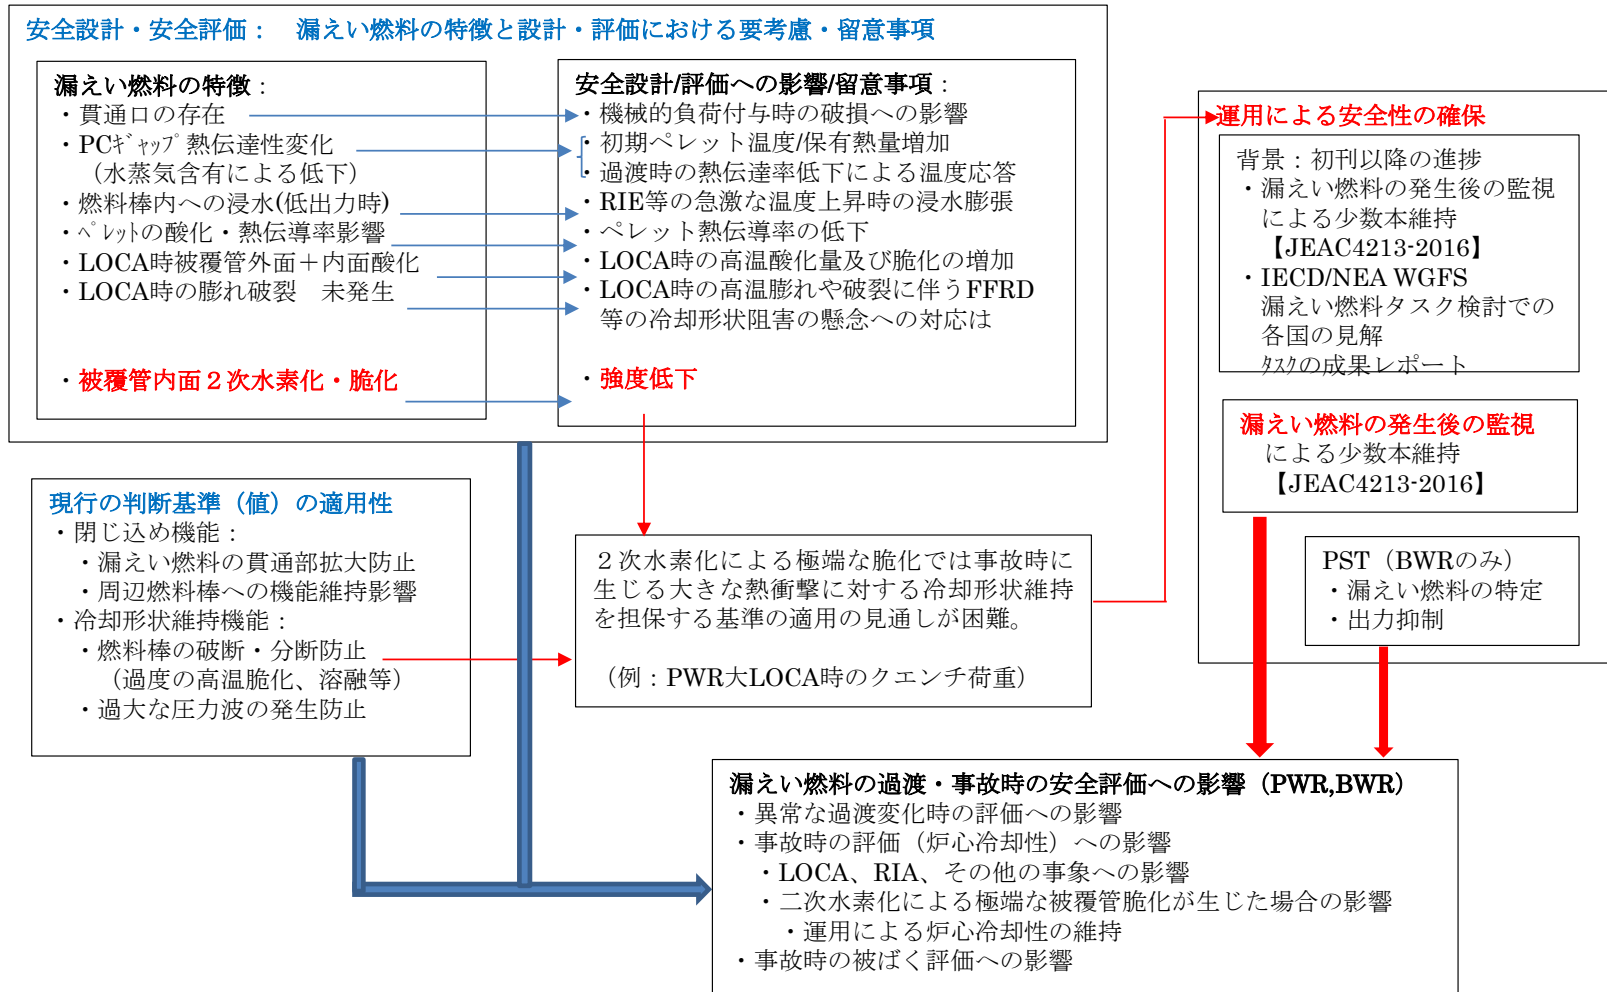 安全設計・安全評価： 漏えい燃料の特徴と設計・評価における要考慮・留意事項
漏えい燃料の特徴：
・貫通口の存在
・PCｷﾞｬｯﾌﾟ熱伝達性変化
（水蒸気含有による低下）
・燃料棒内への浸水(低出力時)
・ﾍﾟﾚｯﾄの酸化・熱伝導率影響
・LOCA時被覆管外面＋内面酸化
・LOCA時の膨れ破裂 未発生
・被覆管内面２次水素化・脆化
安全設計/評価への影響/留意事項：
・機械的負荷付与時の破損への影響
・初期ペレット温度/保有熱量増加
・過渡時の熱伝達率低下による温度応答
・RIE等の急激な温度上昇時の浸水膨張
・ペレット熱伝導率の低下
・LOCA時の高温酸化量及び脆化の増加
・LOCA時の高温膨れや破裂に伴うFFRD
等の冷却形状阻害の懸念への対応は
・強度低下
運用による安全性の確保
背景：初刊以降の進捗
・漏えい燃料の発生後の監視
による少数本維持
【JEAC4213-2016】
・IECD/NEA WGFS
漏えい燃料タスク検討での
各国の見解
ﾀｽｸの成果レポート
漏えい燃料の発生後の監視
による少数本維持
【JEAC4213-2016】
PST（BWRのみ）
・漏えい燃料の特定
・出力抑制
現行の判断基準（値）の適用性
・閉じ込め機能：
・漏えい燃料の貫通部拡大防止
・周辺燃料棒への機能維持影響
・冷却形状維持機能：
・燃料棒の破断・分断防止
（過度の高温脆化、溶融等）
・過大な圧力波の発生防止
２次水素化による極端な脆化では事故時に
生じる大きな熱衝撃に対する冷却形状維持
を担保する基準の適用の見通しが困難。
（例：PWR大LOCA時のクエンチ荷重）
漏えい燃料の過渡・事故時の安全評価への影響（PWR,BWR）
・異常な過渡変化時の評価への影響
・事故時の評価（炉心冷却性）への影響
・LOCA、RIA、その他の事象への影響
・二次水素化による極端な被覆管脆化が生じた場合の影響
・運用による炉心冷却性の維持
・事故時の被ばく評価への影響